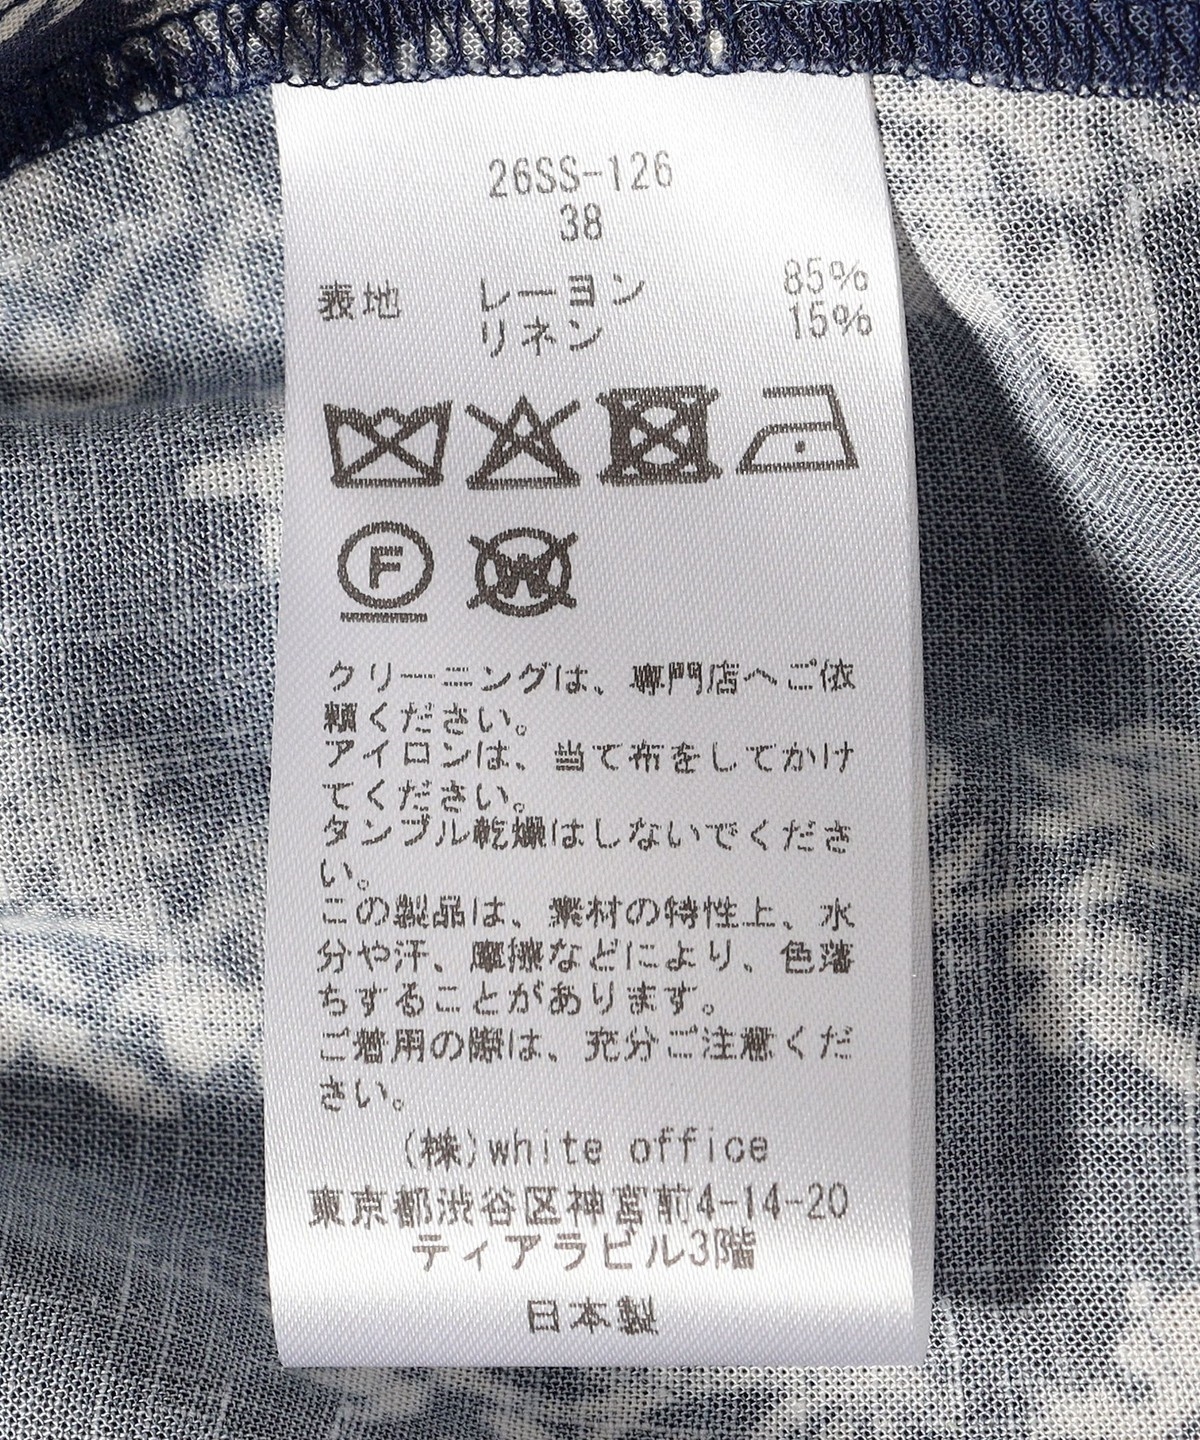 26SS-126
38
表地 レーヨン 85%
リネン 15%
F
W
クリーニングは、専門店へご依
頼ください。
アイロンは、当て布をしてかけ
てください。
タンブル乾燥はしないでくださ
い。
この製品は、素材の特性上、水
分や汗、摩擦などにより、色落
ちすることがあります。
ご着用の際は、充分ご注意くだ
さい。
(株)white office
東京都渋谷区神宮前4-14-20
ティアラビル3階
日本製